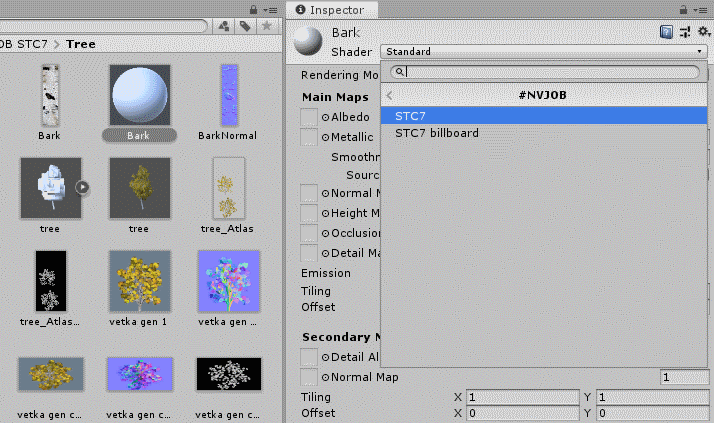 Inspector
OB STC7 > Tree
Bark
Shader
Standard
Rendering Mo
Main Maps
Albedo
Metallic
Smoothn
Sourc
Normal M
Height M
Occlusion
Detail Ma
Emission
Tiling
Offset
Secondary M
Detail Al
Normal Map
1
Tiling X 1 Y 1
Offset X 0 Y 0
#NVJOB
STC7
STC7 billboard
Bark
Bark
BarkNormal
tree
tree
tree_Atlas
tree_Atlas...
vetka gen 1
vetka gen ...
vetka gen c...
vetka gen c...
vetka gen c...